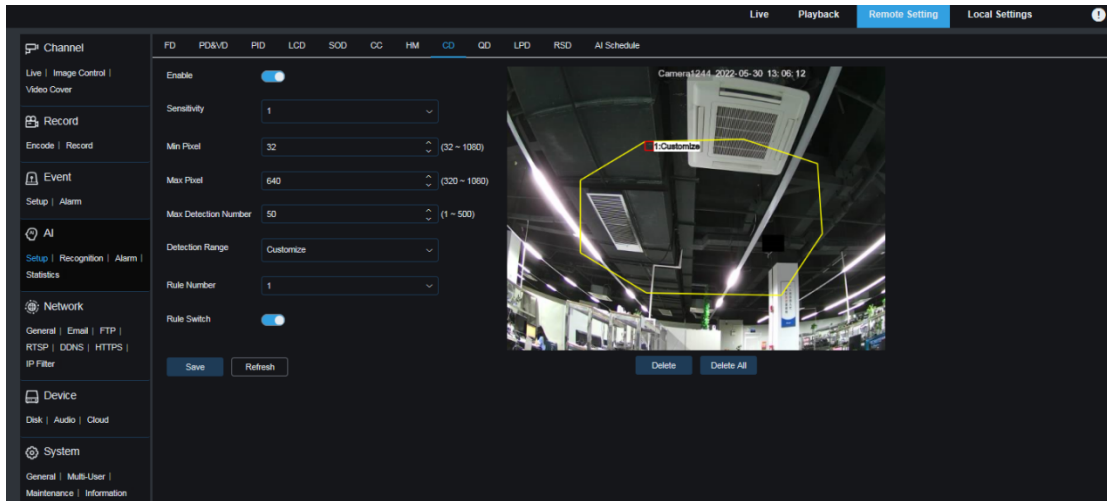 Live Playback Remote Setting Local Settings
Channel
Live | Image Control |
Video Cover
Record
Encode | Record
Event
Setup | Alarm
AI
Setup | Recognition | Alarm |
Statistics
Network
General | Email | FTP |
RTSP | DDNS | HTTPS |
IP Filter
Device
Disk | Audio | Cloud
System
General | Multi-User |
Maintenance | Information
FD PD&VD PID LCD SOD CC HM CD QD LPD RSD AI Schedule
Enable
Sensitivity 1
Min Pixel 32 (32 ~ 1080)
Max Pixel 640 (320 ~ 1080)
Max Detection Number 50 (1 ~ 500)
Detection Range Customize
Rule Number 1
Rule Switch
Save Refresh
Camera1244 2022-05-30 13:06:12
1:Customize
Delete Delete All